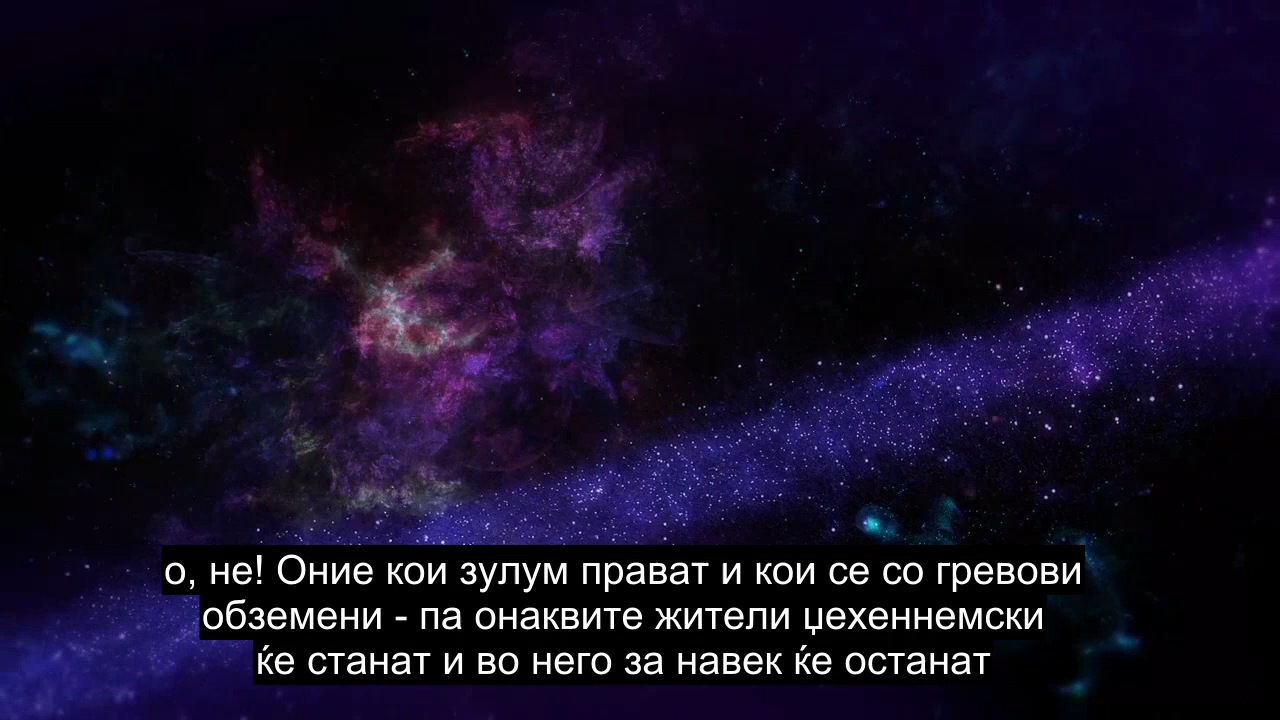 о, не! Оние кои зулум прават и кои се со гревови
обземени - па онаквите жители џехеннемски
ќе станат и во него за навек ќе останат